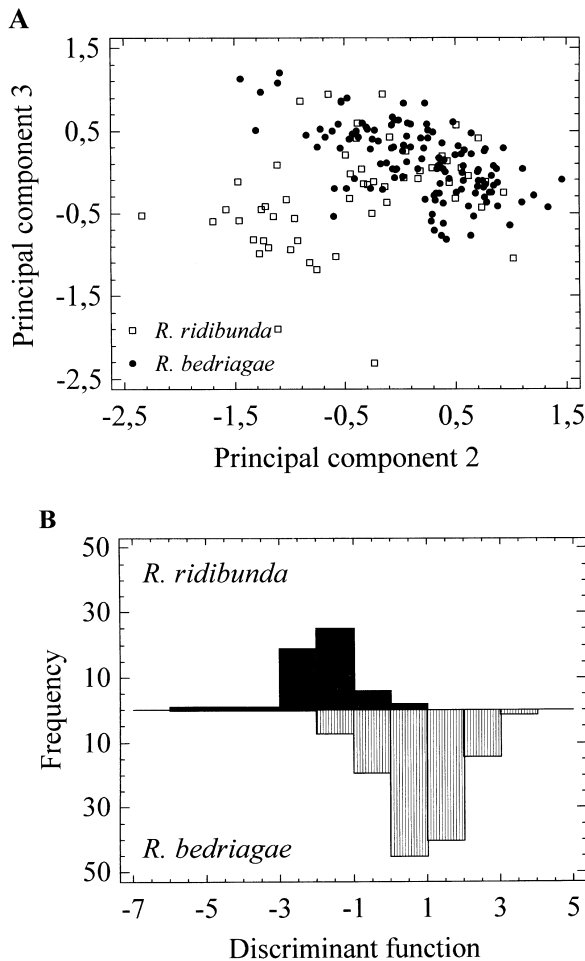 A
1,5
0,5
-0,5
-1,5
-2,5
Principal component 3
R. ridibunda
R. bedriagae
-2,5 -1,5 -0,5 0,5 1,5
Principal component 2
B
50
30
10
10
30
50
Frequency
R. ridibunda
R. bedriagae
-7 -5 -3 -1 1 3 5
Discriminant function